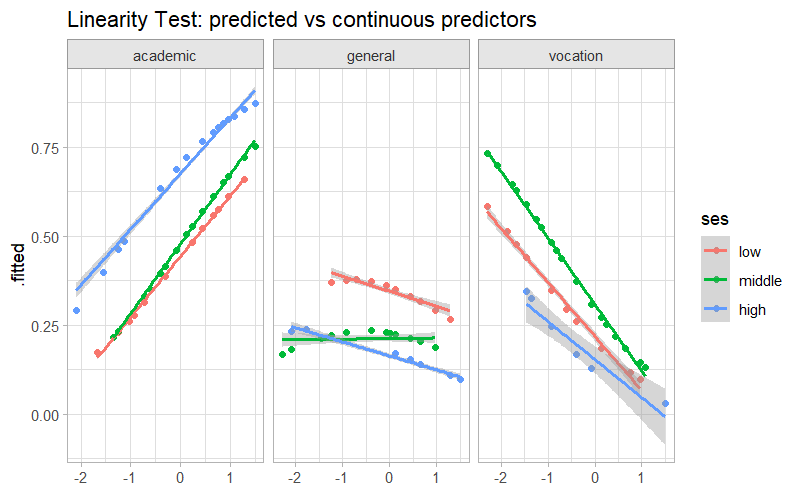 Linearity Test: predicted vs continuous predictors
academic general vocation
0.75
0.50
0.25
0.00
.fitted
-2 -1 0 1 -2 -1 0 1 -2 -1 0 1
ses
low
middle
high